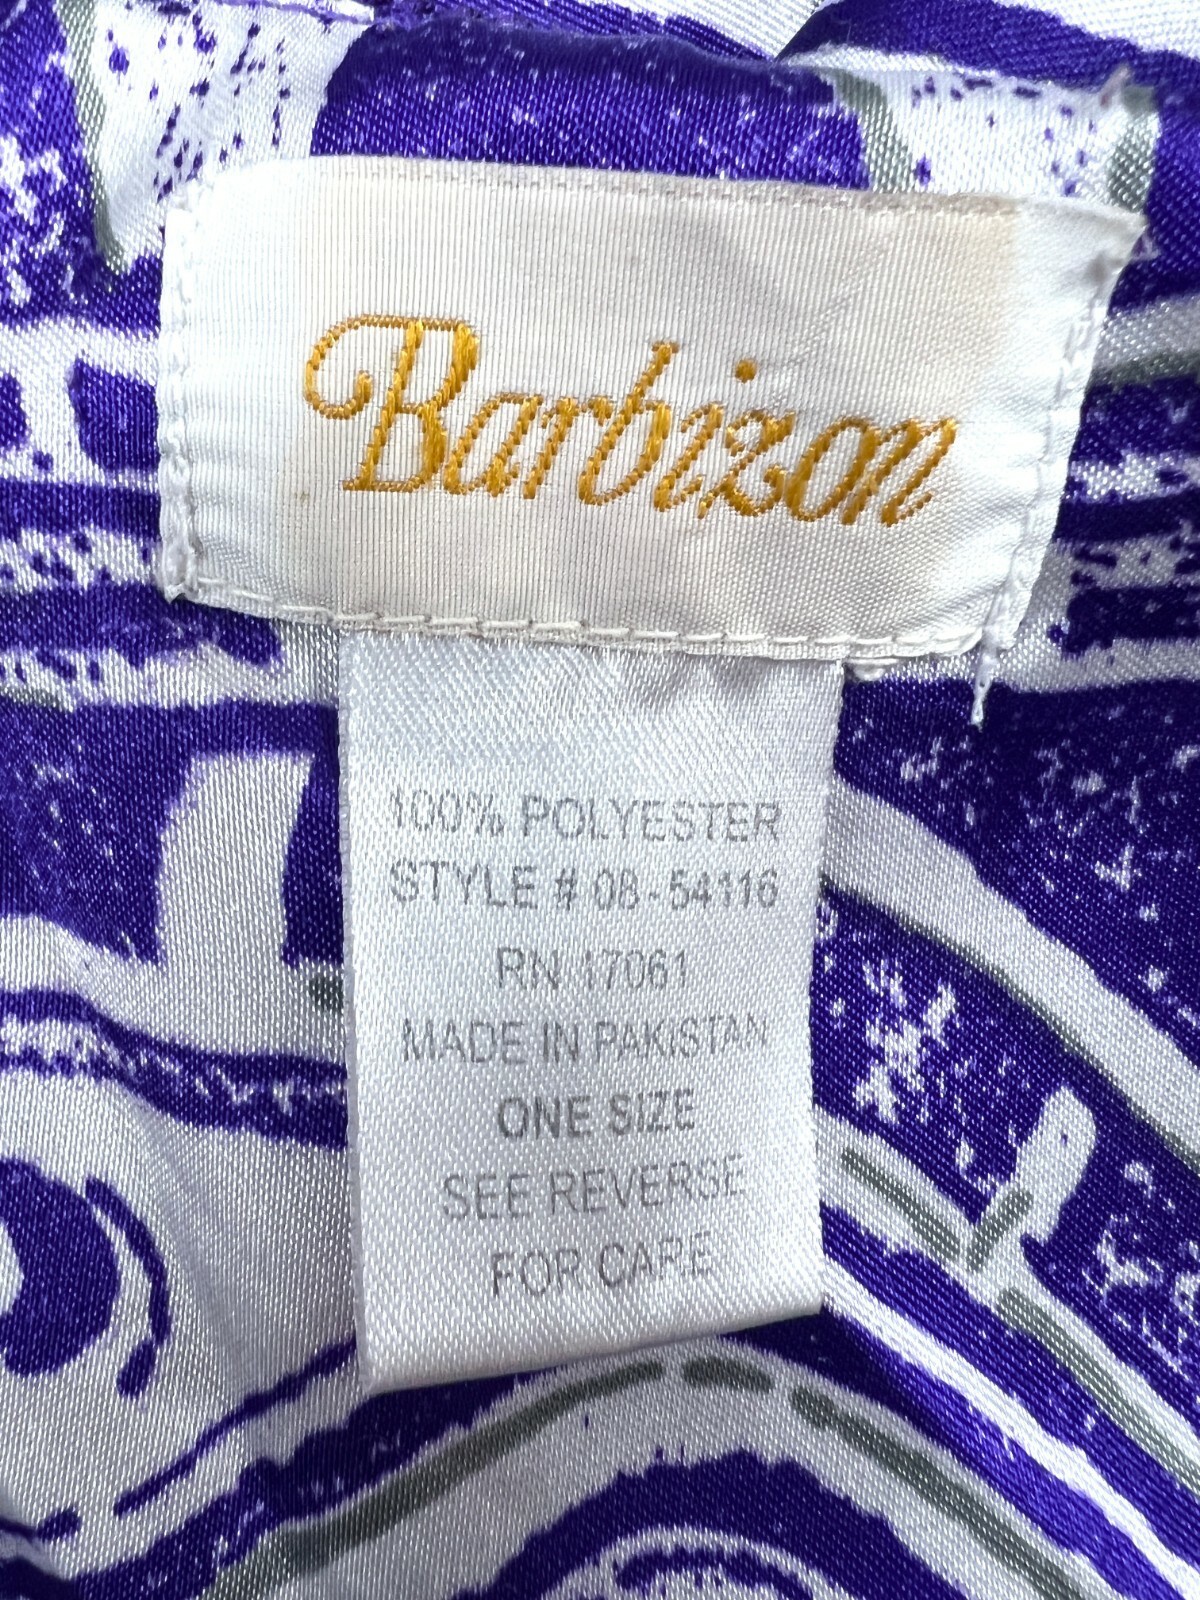 Barbizon
100% POLYESTER
STYLE # 08-54116
RN 17061
MADE IN PAKISTAN
ONE SIZE
SEE REVERSE
FOR CARE